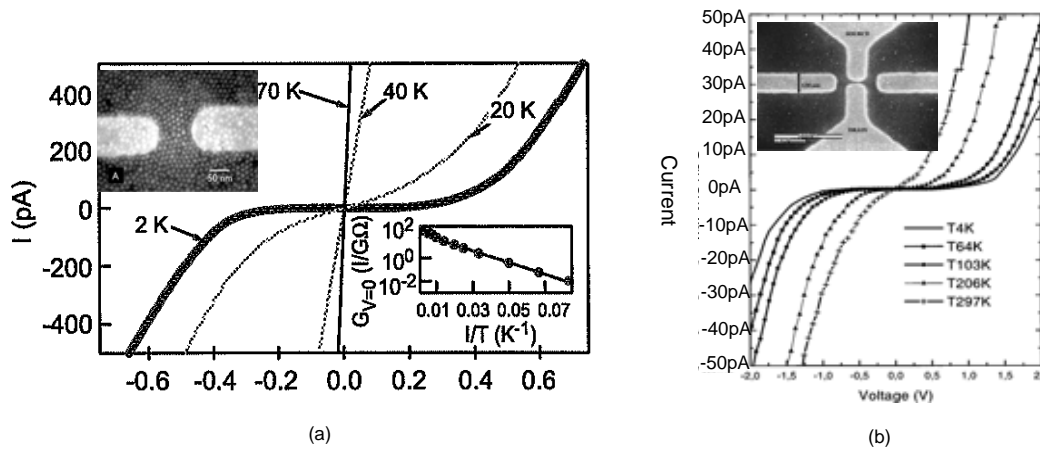 400
200
0
-200
-400
I (pA)
A
50 nm
70 K
40 K
20 K
2 K
G_V=0 (I/GΩ)
10^2
10^0
10^-2
0.01 0.03 0.05 0.07
I/T (K^-1)
-0.6 -0.4 -0.2 0.0 0.2 0.4 0.6
(a)
50pA
40pA
30pA
20pA
10pA
0pA
-10pA
-20pA
-30pA
-40pA
-50pA
Current
T4K
T64K
T103K
T206K
T297K
-2,0 -1,5 -1,0 -0,5 0,0 0,5 1,0 1,5 2,
Voltage (V)
(b)